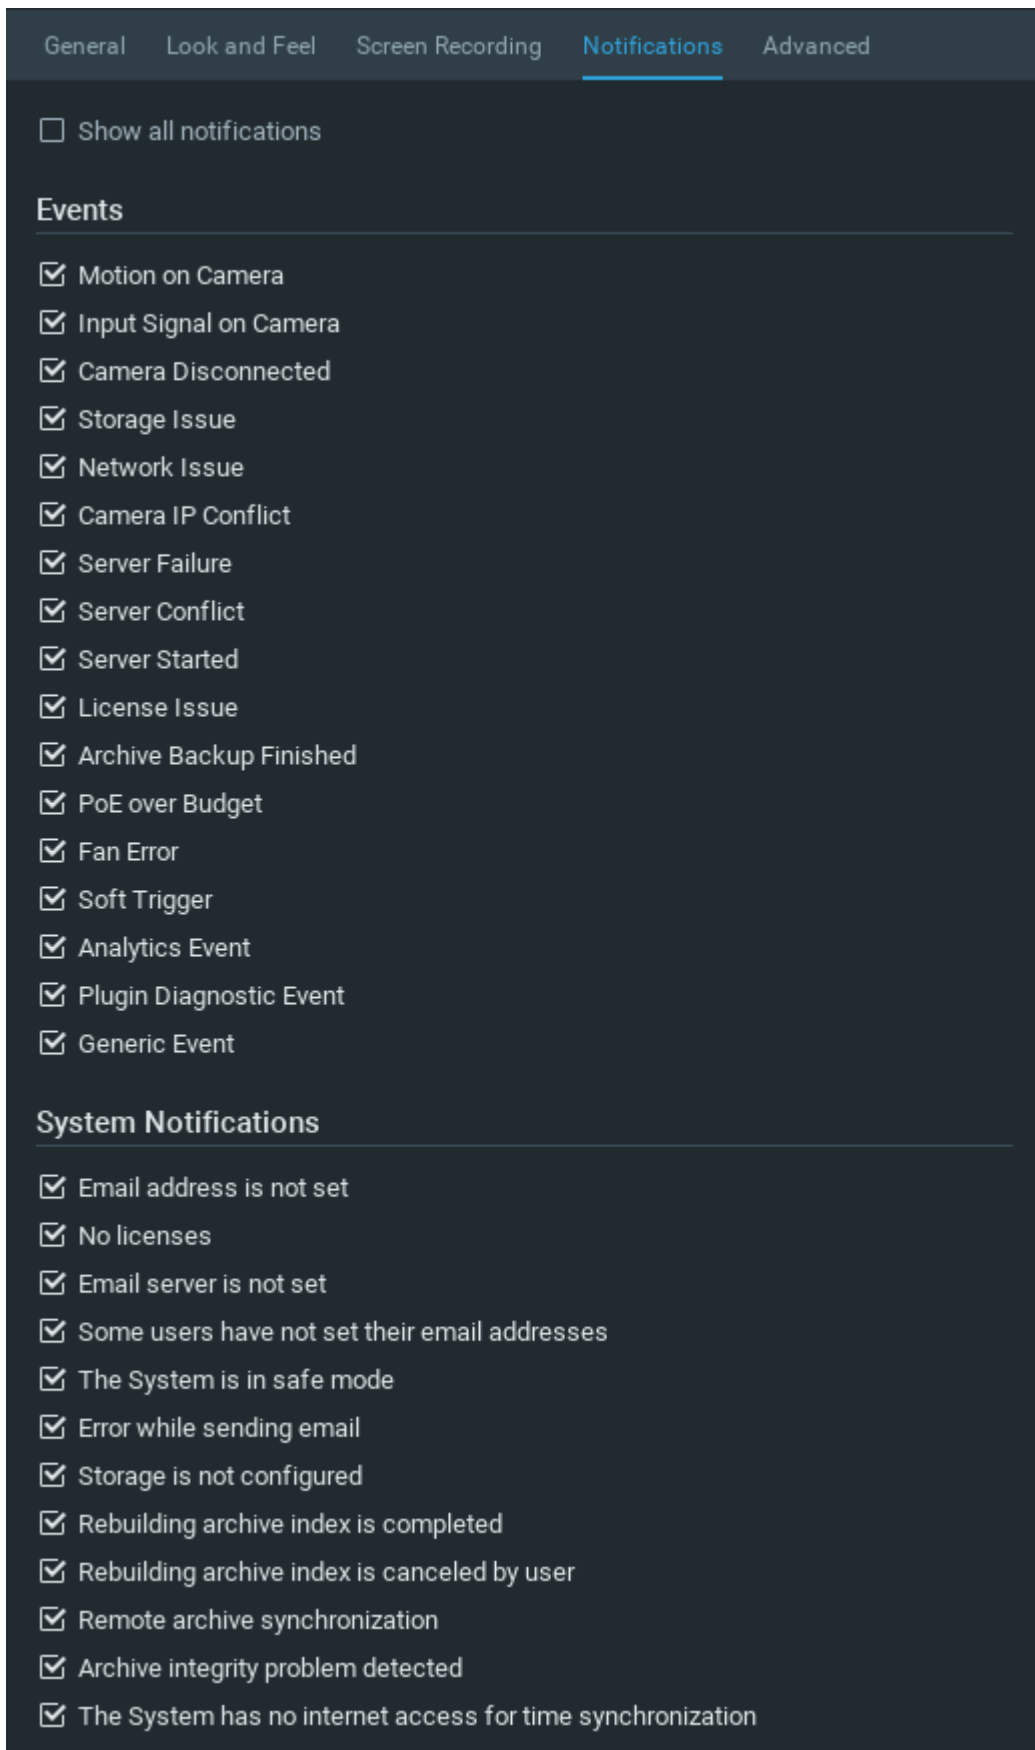 General Look and Feel Screen Recording Notifications Advanced
Show all notifications
Events
Motion on Camera
Input Signal on Camera
Camera Disconnected
Storage Issue
Network Issue
Camera IP Conflict
Server Failure
Server Conflict
Server Started
License Issue
Archive Backup Finished
PoE over Budget
Fan Error
Soft Trigger
Analytics Event
Plugin Diagnostic Event
Generic Event
System Notifications
Email address is not set
No licenses
Email server is not set
Some users have not set their email addresses
The System is in safe mode
Error while sending email
Storage is not configured
Rebuilding archive index is completed
Rebuilding archive index is canceled by user
Remote archive synchronization
Archive integrity problem detected
The System has no internet access for time synchronization